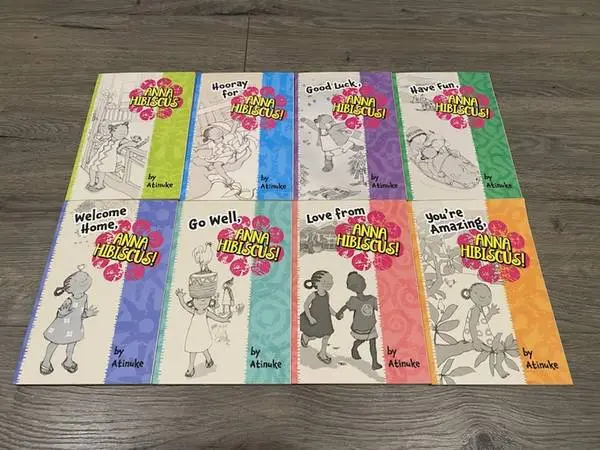 ANNA
HIBISCUS
by
Atinuke
Hooray
for
ANNA
HIBISCUS!
by
Atinuke
Good Luck,
ANNA
HIBISCUS!
by
Atinuke
Have Fun,
ANNA
HIBISCUS!
by
Atinuke
Welcome
Home,
ANNA
HIBISCUS!
by
Atinuke
Go Well,
ANNA
HIBISCUS!
by
Atinuke
Love from
ANNA
HIBISCUS!
by
Atinuke
You're
Amazing,
ANNA
HIBISCUS!
by
Atinuke